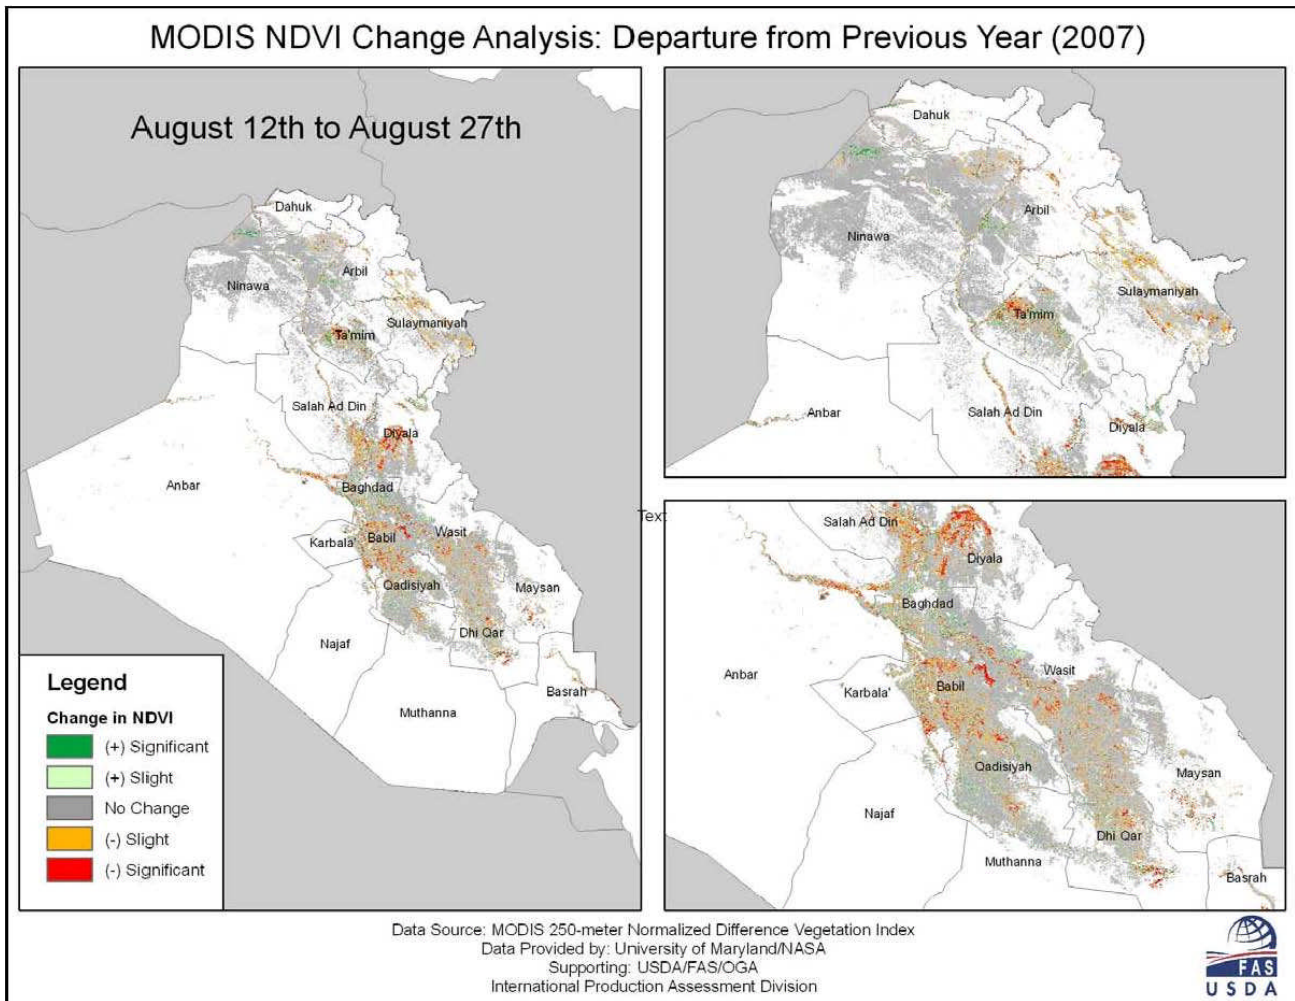 MODIS NDVI Change Analysis: Departure from Previous Year (2007)
August 12th to August 27th
Dahuk
Ninawa
Arbil
Sulaymaniyah
Ta'mim
Salah Ad Din
Diyala
Anbar
Baghdad
Karbala'
Babil
Wasit
Qadisiyah
Maysan
Najaf
Dhi Qar
Basrah
Muthanna
Legend
Change in NDVI
(+) Significant
(+) Slight
No Change
(-) Slight
(-) Significant
Dahuk
Arbil
Ninawa
Sulaymaniyah
Ta'mim
Anbar
Salah Ad Din
Diyala
Text
Salah Ad Din
Diyala
Baghdad
Anbar
Karbala'
Babil
Wasit
Qadisiyah
Maysan
Najaf
Dhi Qar
Muthanna
Basrah
Data Source: MODIS 250-meter Normalized Difference Vegetation Index
Data Provided by: University of Maryland/NASA
Supporting: USDA/FAS/OGA
International Production Assessment Division
FAS
USDA